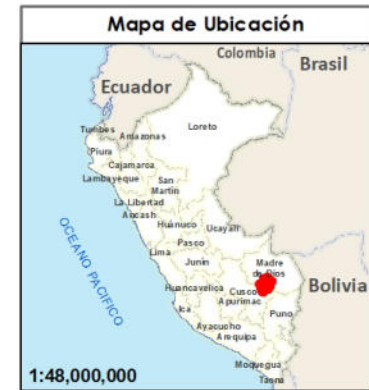 Mapa de Ubicación
Colombia
Brasil
Ecuador
Loreto
Tumbes
Amazonas
Piura
Cajamarca
Lambayeque
San
Martin
La Libertad
Ancash
Huánuco
Ucayali
Pasco
Lima
Junín
Madre
de Dios
Huancavelica
Cusco
Bolivia
Apurimac
Ica
Puno
Ayacucho
Arequipa
Moquegua
Tacna
OCEANO PACIFICO
1:48,000,000